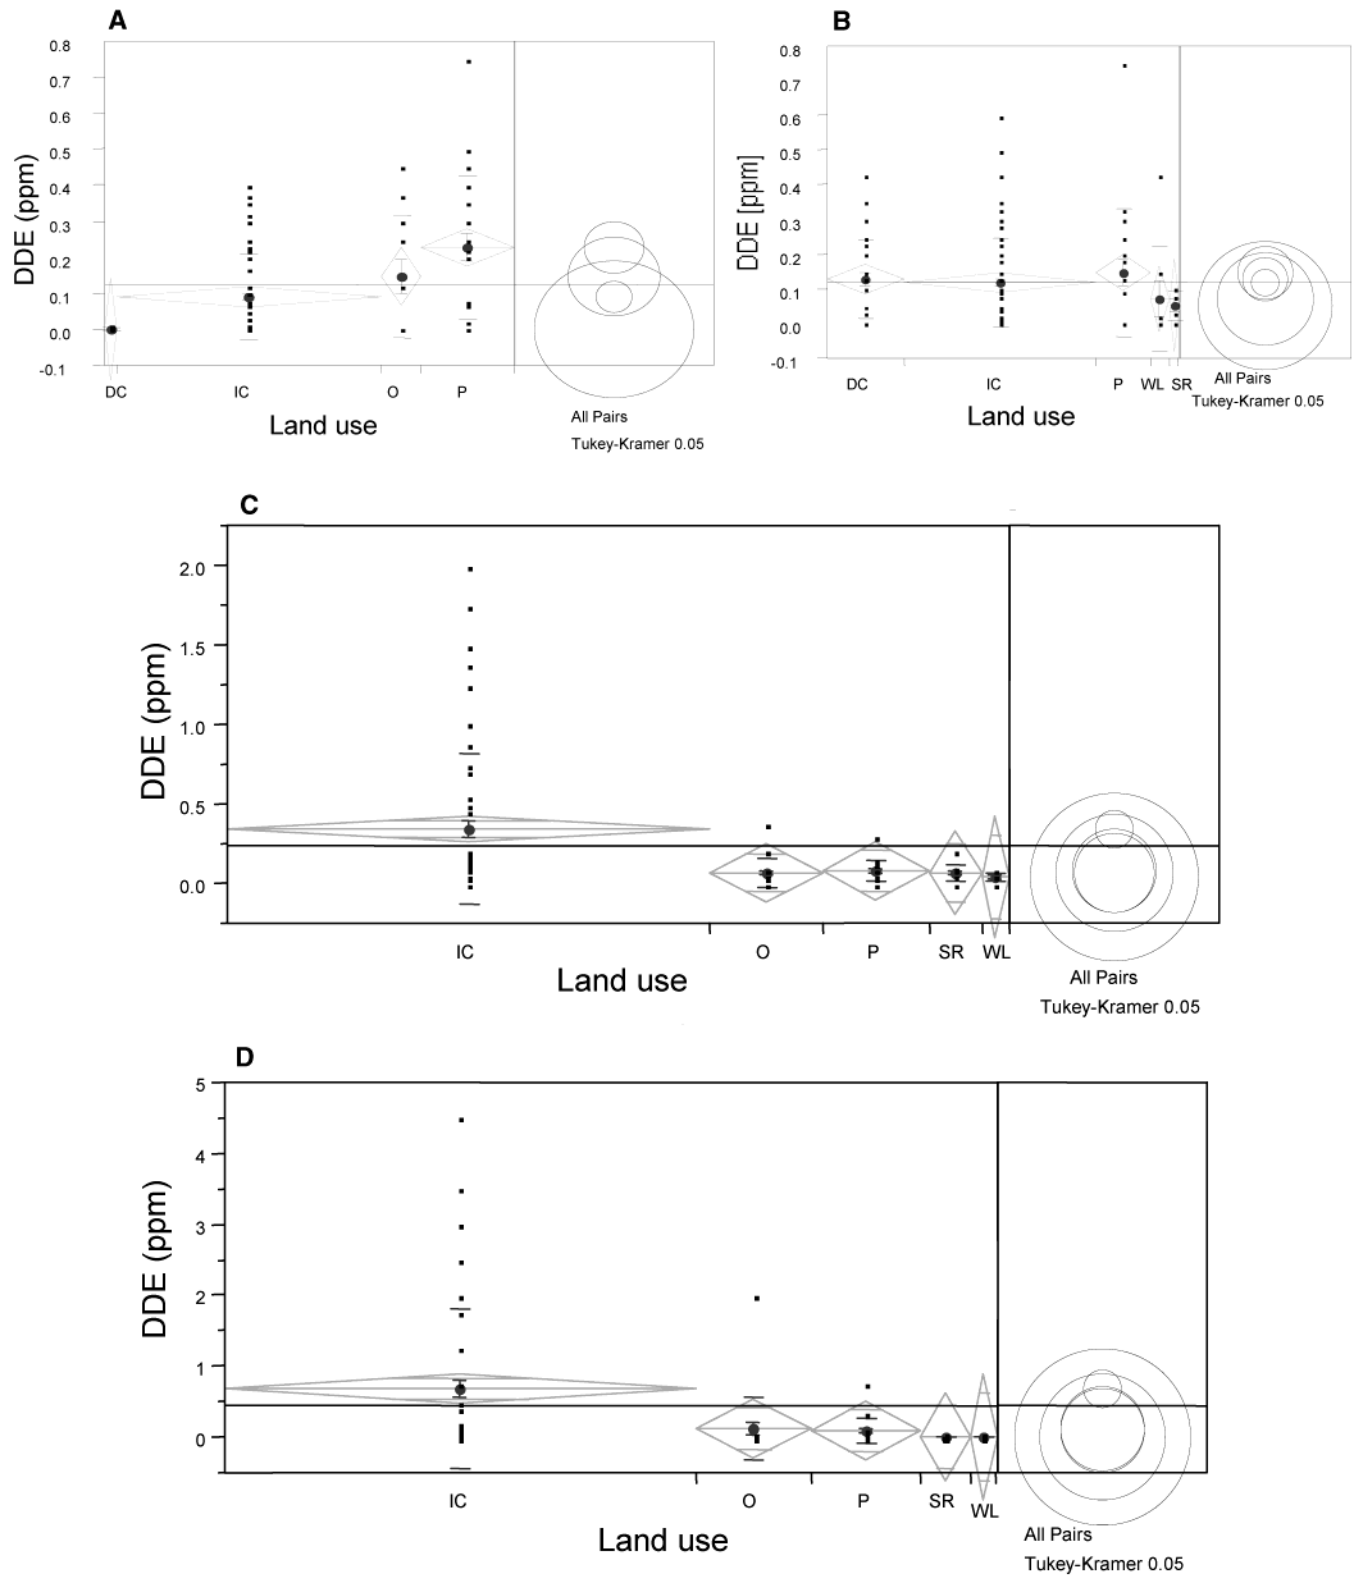 A
B
0.8
0.7
0.6
0.5
0.4
0.3
0.2
0.1
0.0
-0.1
DDE (ppm)
DC
IC
O
P
Land use
All Pairs
Tukey-Kramer 0.05
0.8
0.7
0.6
0.5
0.4
0.3
0.2
0.1
0.0
-0.1
DDE [ppm]
DC
IC
P
WL
SR
Land use
All Pairs
Tukey-Kramer 0.05
C
2.0
1.5
1.0
0.5
0.0
DDE (ppm)
IC
O
P
SR
WL
Land use
All Pairs
Tukey-Kramer 0.05
D
5
4
3
2
1
0
DDE (ppm)
IC
O
P
SR
WL
Land use
All Pairs
Tukey-Kramer 0.05